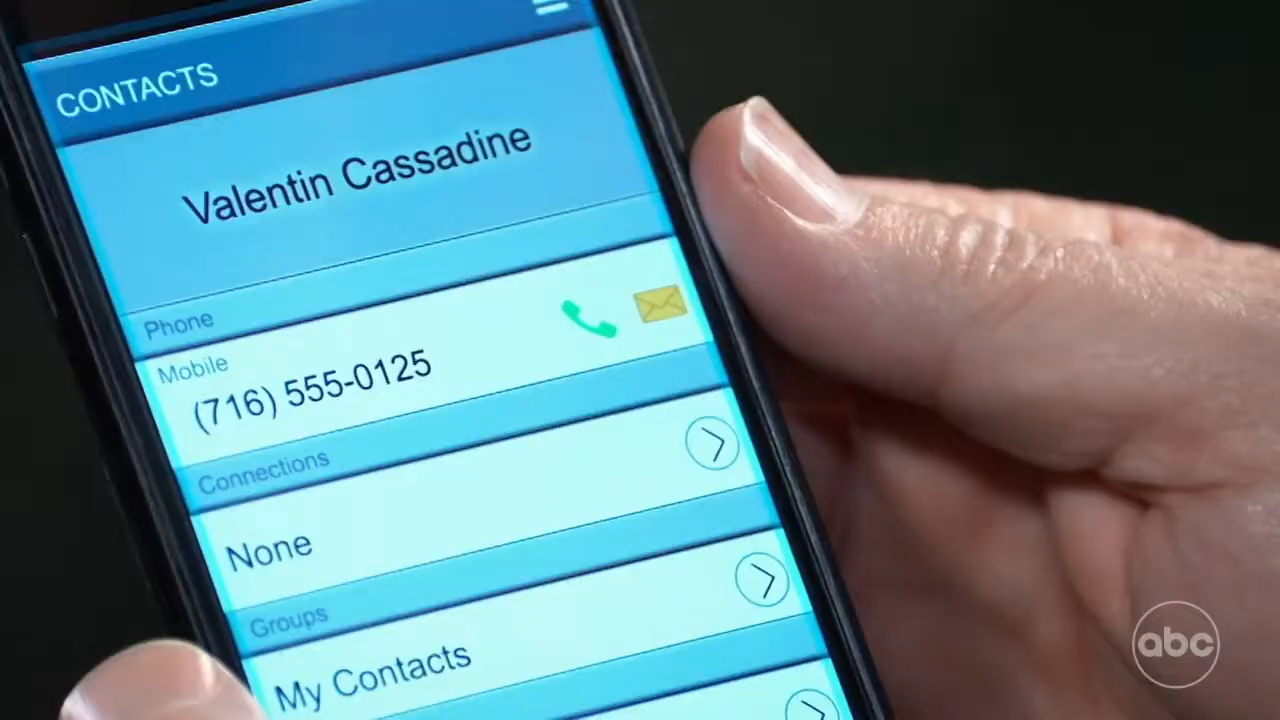 CONTACTS
Valentin Cassadine
Phone
Mobile
(716) 555-0125
Connections
None
Groups
My Contacts
abc